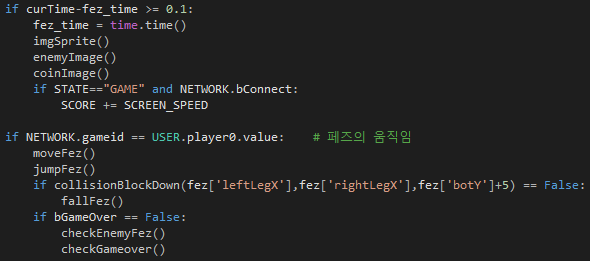 if curTime-fez_time >= 0.1:
    fez_time = time.time()
    imgSprite()
    enemyImage()
    coinImage()
    if STATE=="GAME" and NETWORK.bConnect:
        SCORE += SCREEN_SPEED

if NETWORK.gameid == USER.player0.value:    # 페즈의 움직임
    moveFez()
    jumpFez()
    if collisionBlockDown(fez['leftLegX'],fez['rightLegX'],fez['botY']+5) == False:
        fallFez()
    if bGameOver == False:
        checkEnemyFez()
        checkGameover()